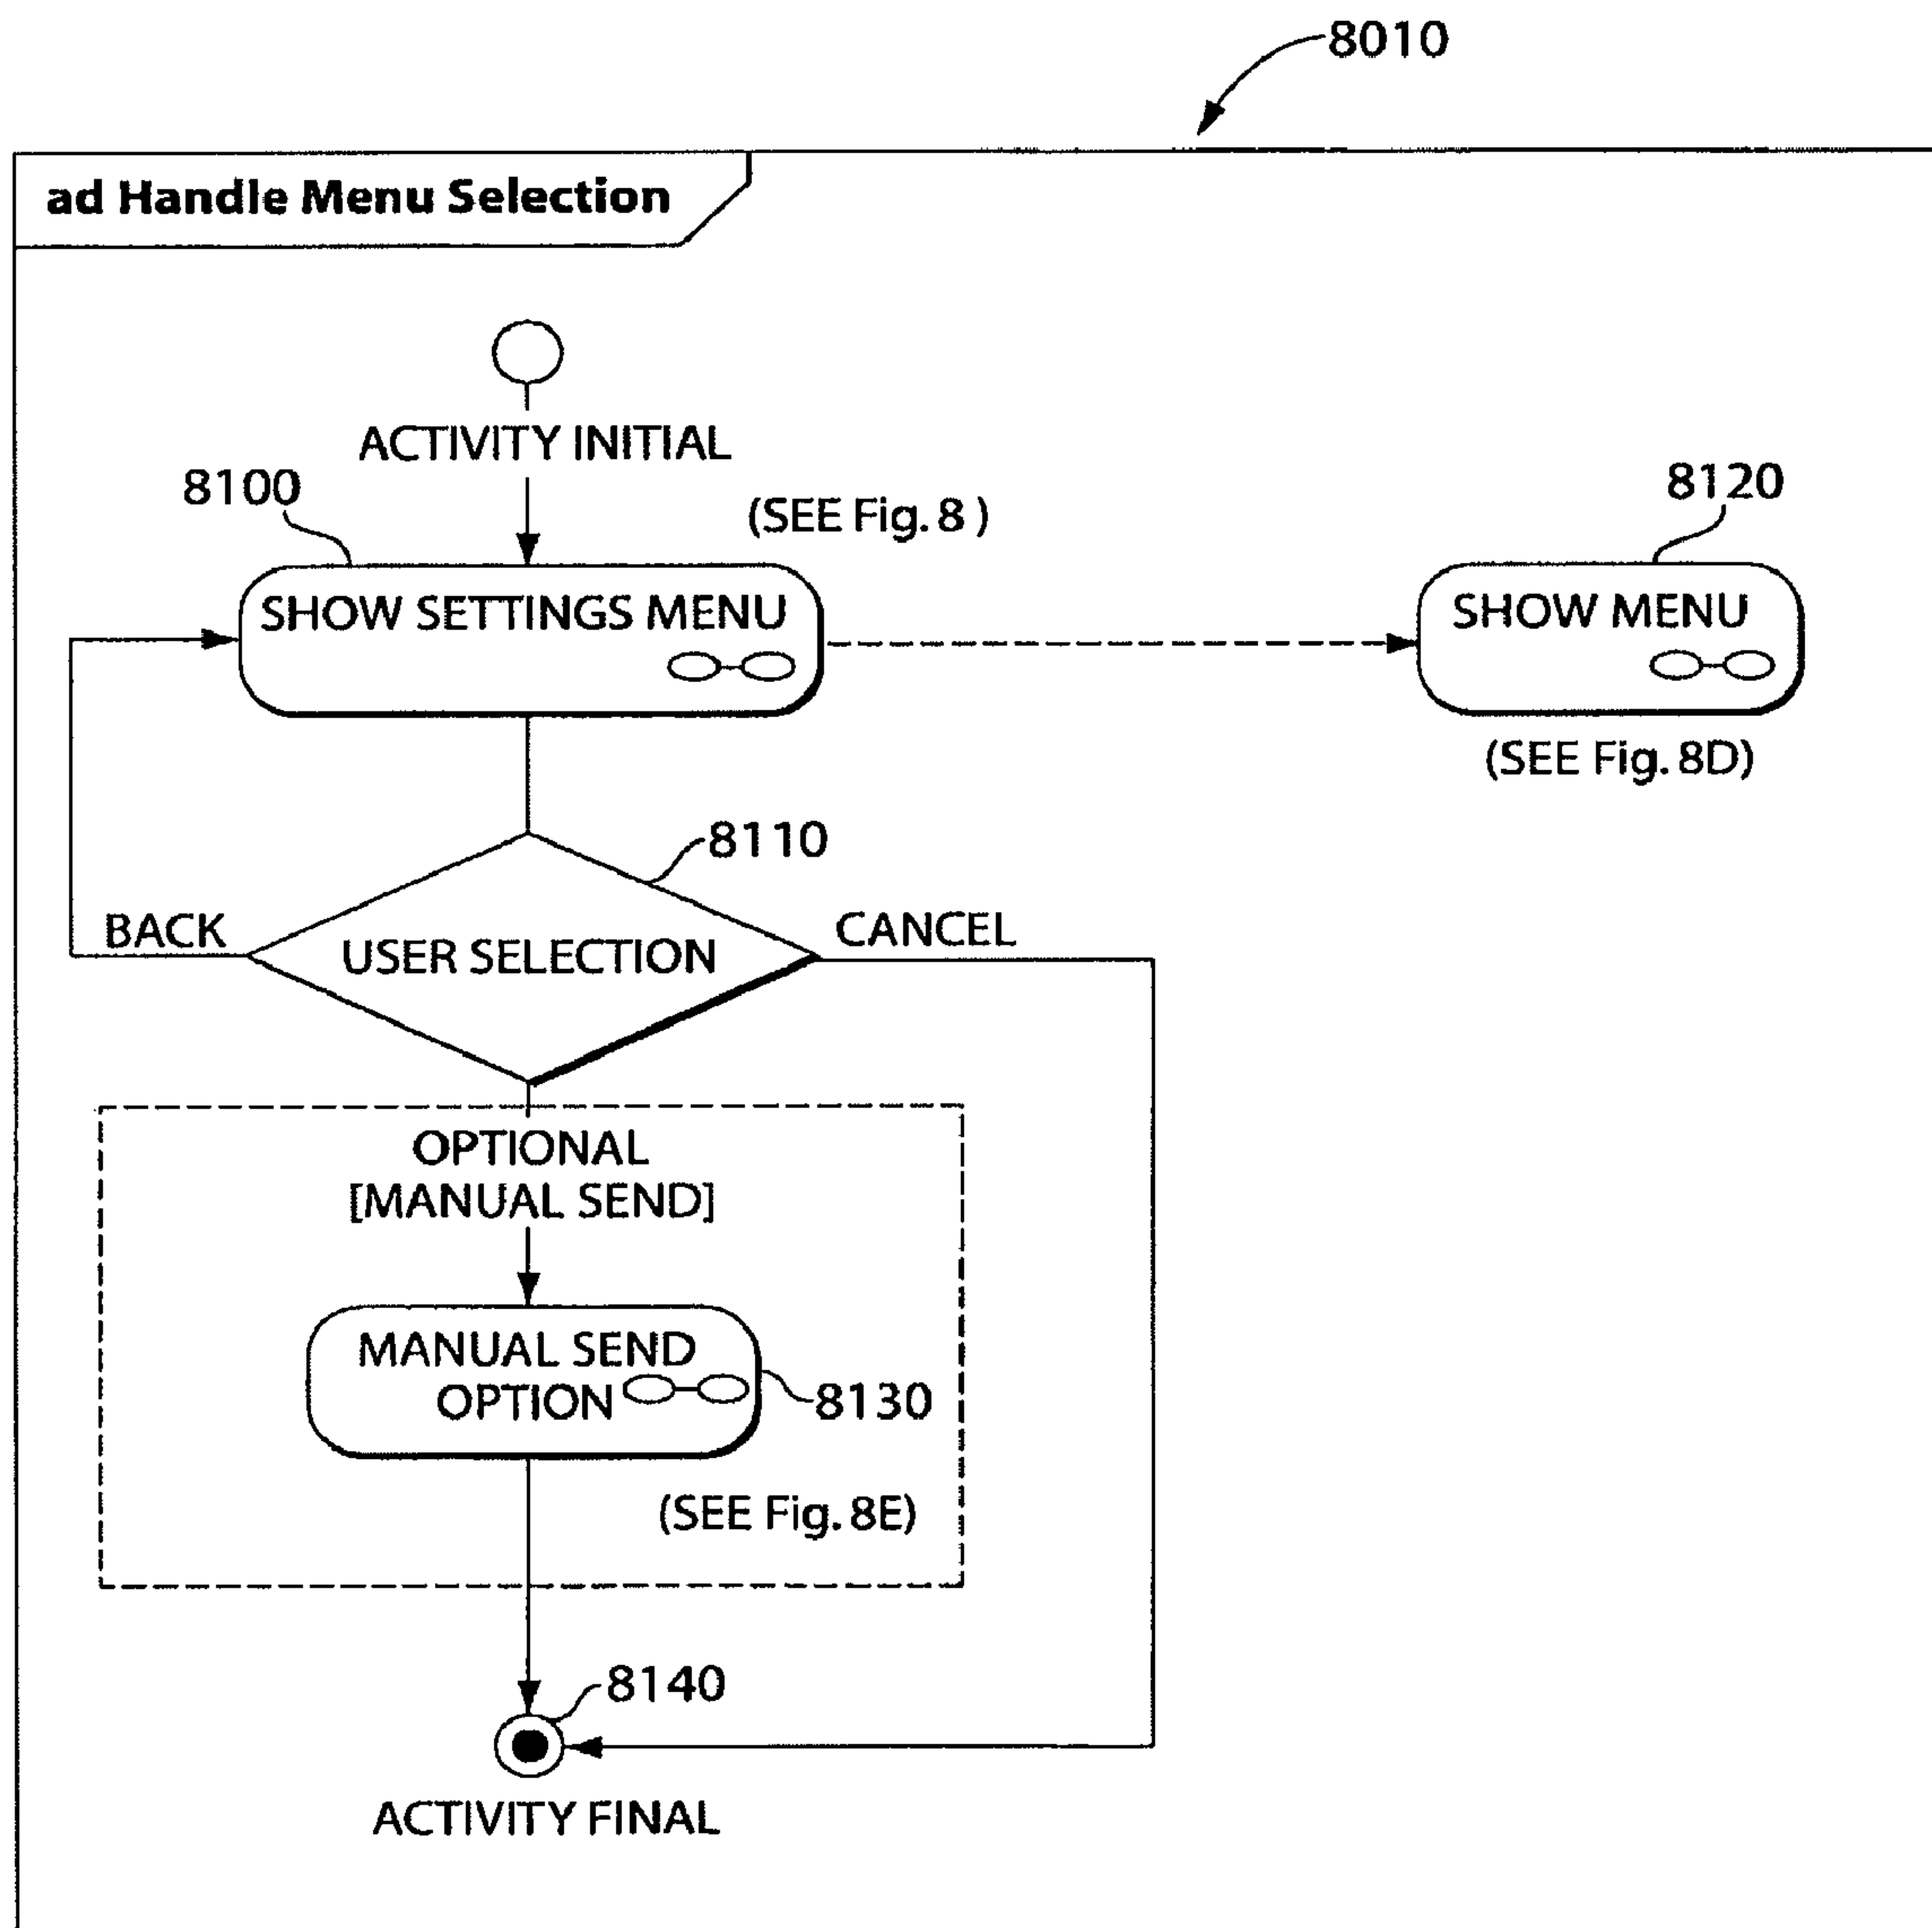 8010
ad Handle Menu Selection
ACTIVITY INITIAL
8100
(SEE Fig. 8 )
8120
SHOW SETTINGS MENU
SHOW MENU
(SEE Fig. 8D)
8110
BACK
CANCEL
USER SELECTION
OPTIONAL
[MANUAL SEND]
MANUAL SEND
OPTION
8130
(SEE Fig. 8E)
8140
ACTIVITY FINAL